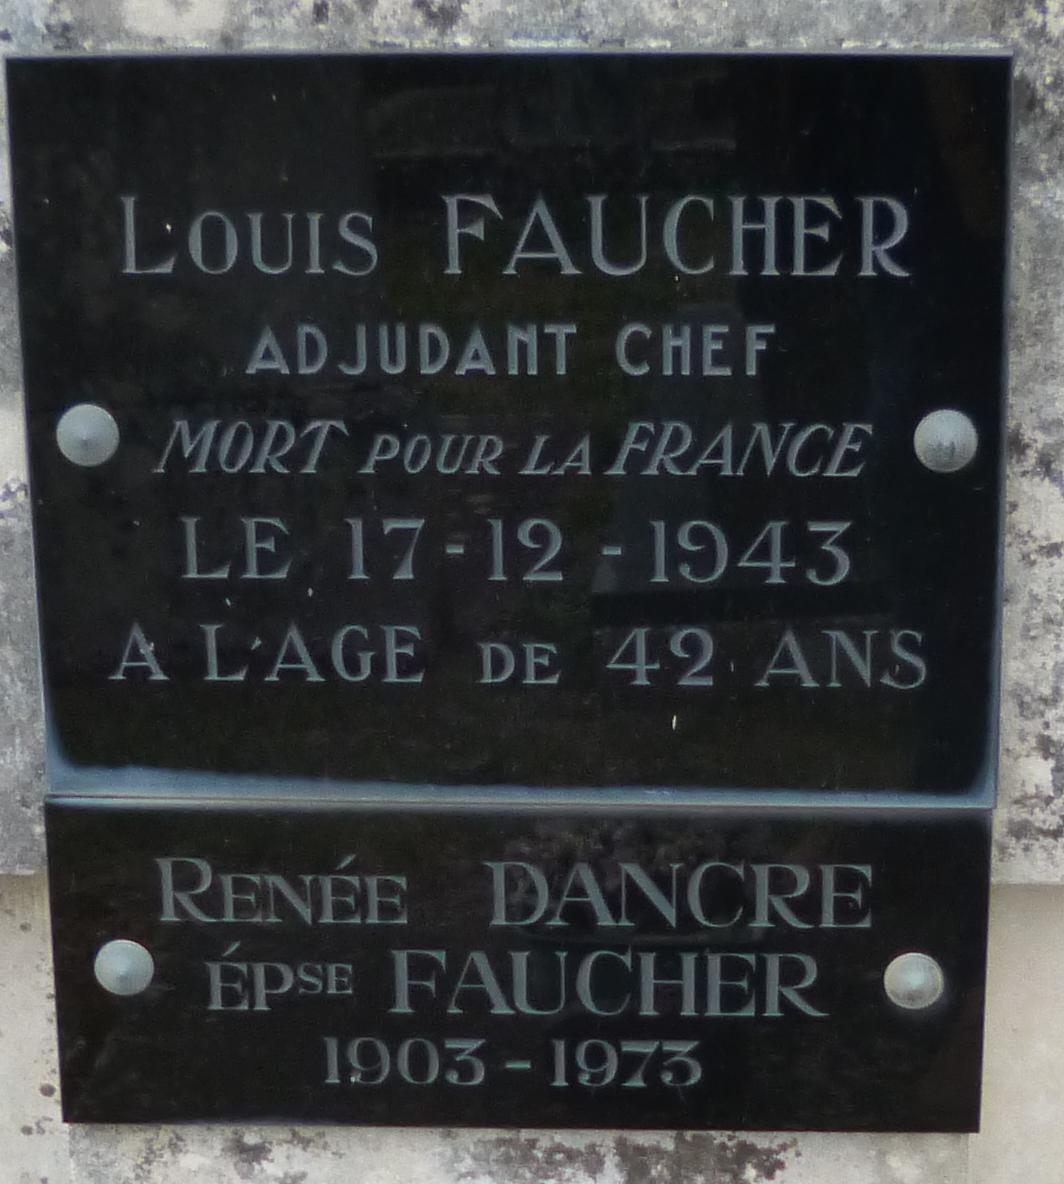 LOUIS FAUCHER
ADJUDANT CHEF
MORT POUR LA FRANCE
LE 17-12-1943
A L'AGE DE 42 ANS
RENÉE DANCRE
ÉPSE FAUCHER
1903-1973